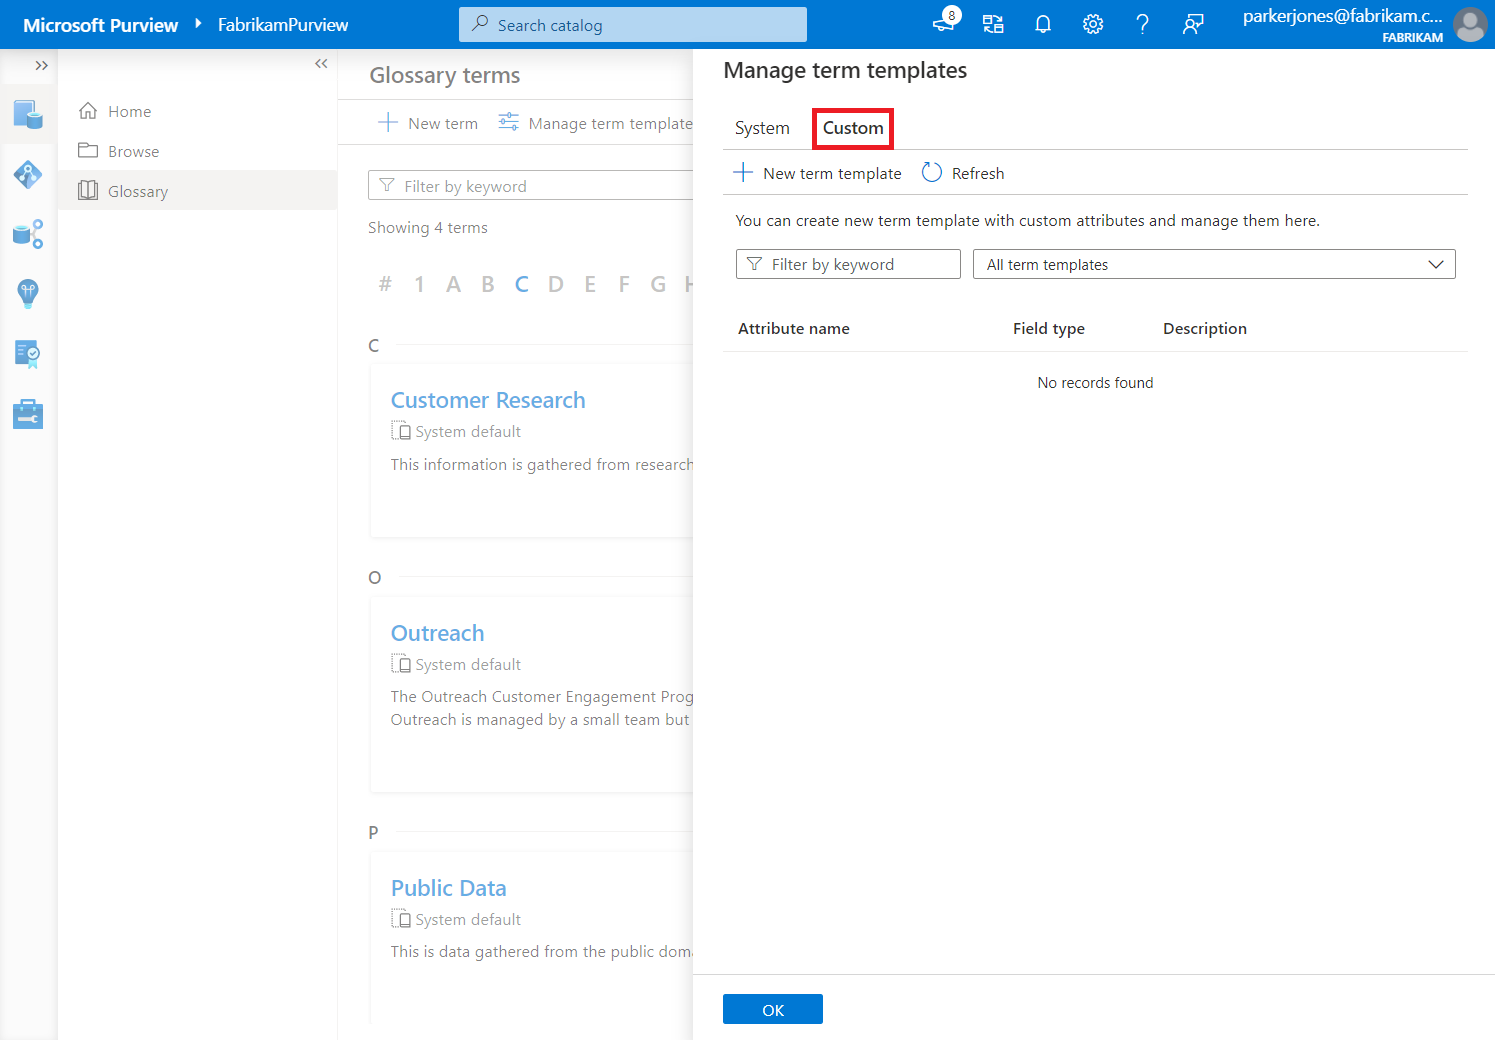 Microsoft Purview FabrikamPurview
Search catalog
8
parkerjones@fabrikam.c...
FABRIKAM
Home
Browse
Glossary
Glossary terms
New term Manage term template
Filter by keyword
Showing 4 terms
# 1 A B C D E F G H
C
Customer Research
System default
This information is gathered from research
O
Outreach
System default
The Outreach Customer Engagement Prog
Outreach is managed by a small team but
P
Public Data
System default
This is data gathered from the public doma
Manage term templates
System Custom
New term template Refresh
You can create new term template with custom attributes and manage them here.
Filter by keyword All term templates
Attribute name Field type Description
No records found
OK